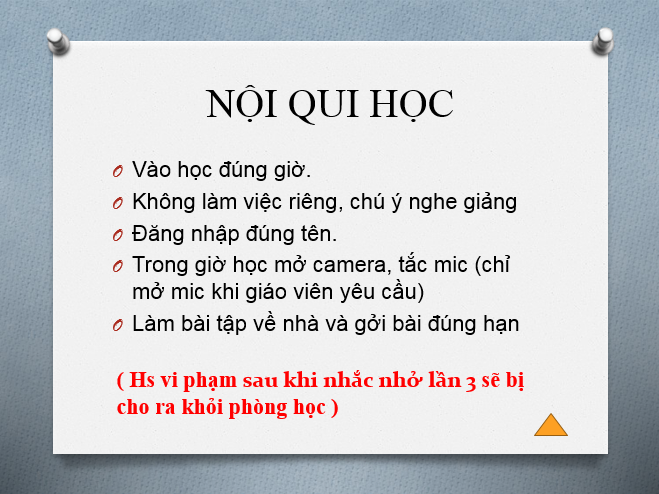 NỘI QUI HỌC
Vào học đúng giờ.
Không làm việc riêng, chú ý nghe giảng
Đăng nhập đúng tên.
Trong giờ học mở camera, tắc mic (chỉ
mở mic khi giáo viên yêu cầu)
Làm bài tập về nhà và gởi bài đúng hạn
( Hs vi phạm sau khi nhắc nhở lần 3 sẽ bị
cho ra khỏi phòng học )